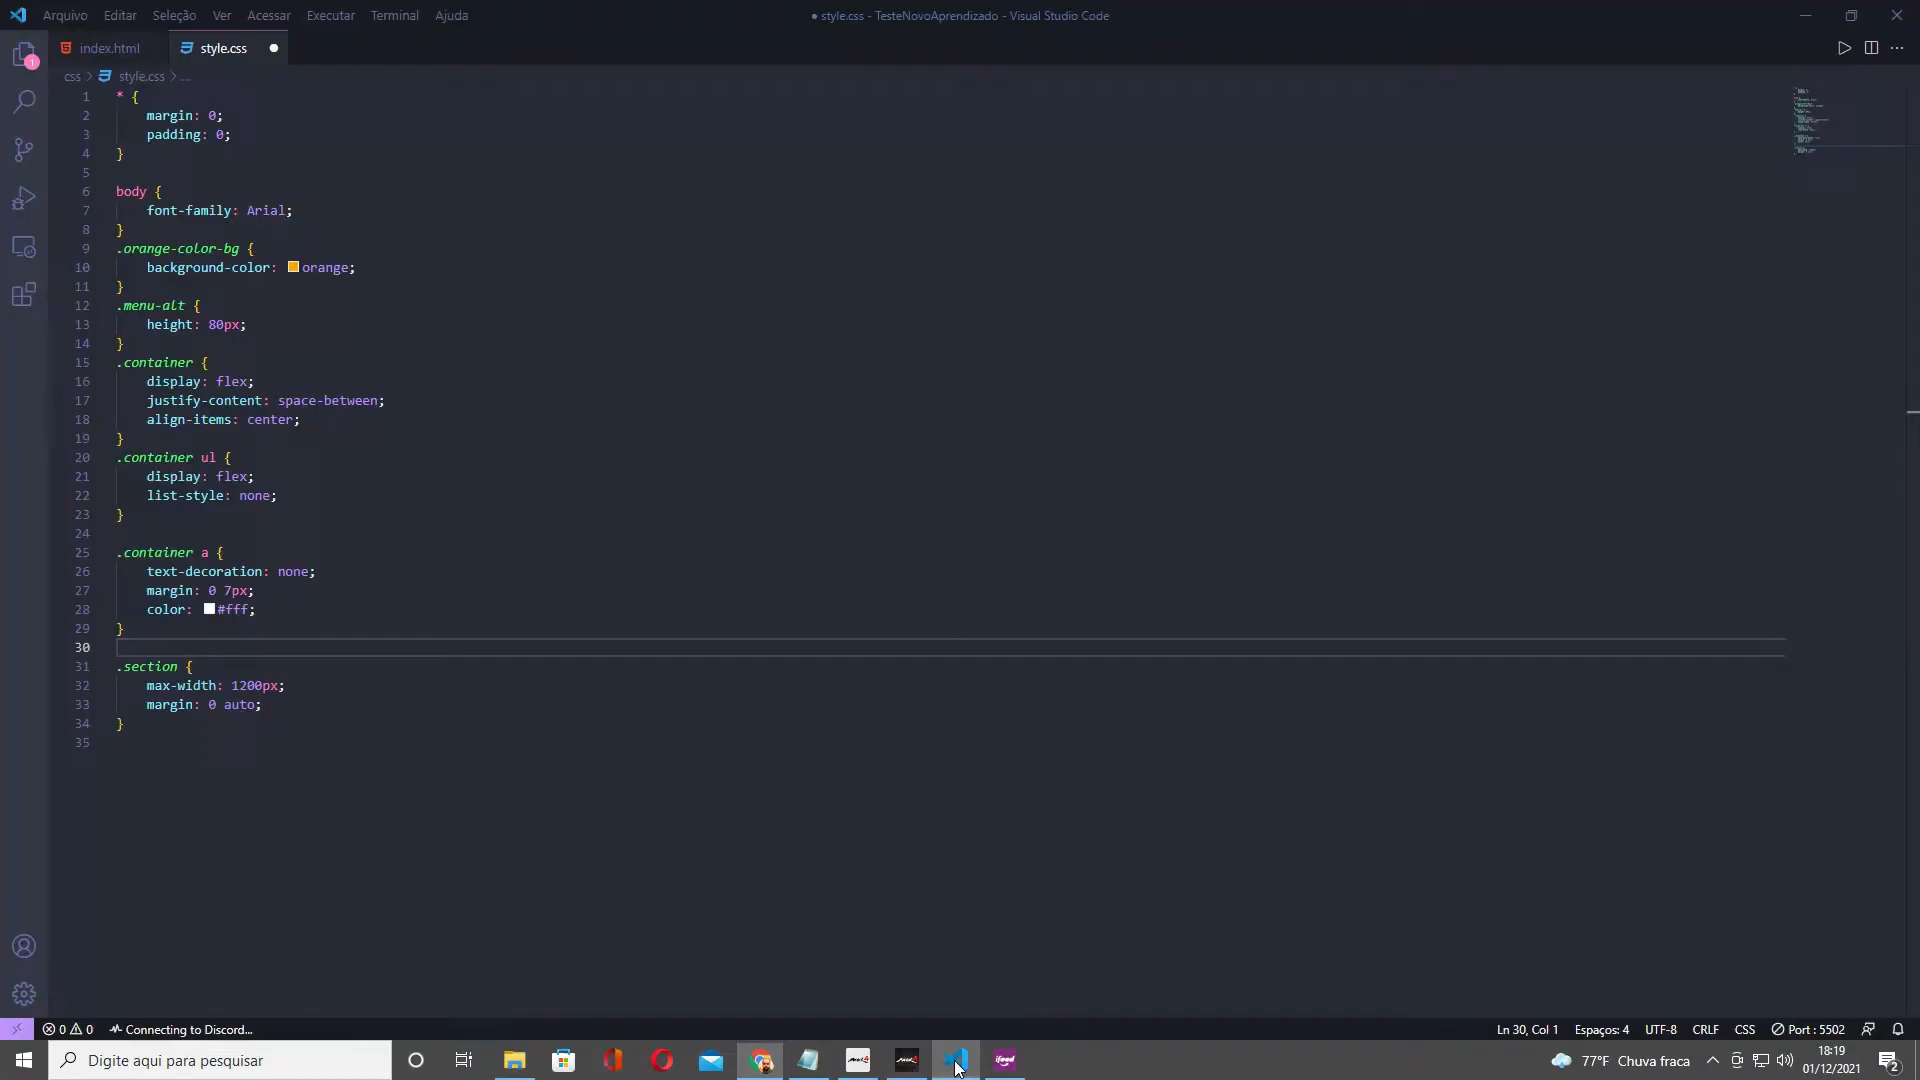 Arquivo Editar Seleção Ver Acessar Executar Terminal Ajuda
● style.css - TesteNovoAprendizado - Visual Studio Code
index.html style.css
css > style.css > ...
1 * {
2 margin: 0;
3 padding: 0;
4 }
5
6 body {
7 font-family: Arial;
8 }
9 .orange-color-bg {
10 background-color: orange;
11 }
12 .menu-alt {
13 height: 80px;
14 }
15 .container {
16 display: flex;
17 justify-content: space-between;
18 align-items: center;
19 }
20 .container ul {
21 display: flex;
22 list-style: none;
23 }
24
25 .container a {
26 text-decoration: none;
27 margin: 0 7px;
28 color: #fff;
29 }
30
31 .section {
32 max-width: 1200px;
33 margin: 0 auto;
34 }
35
1
0 0 Connecting to Discord...
Ln 30, Col 1 Espaços: 4 UTF-8 CRLF CSS Port : 5502
Digite aqui para pesquisar
ifood
77°F Chuva fraca
18:19
01/12/2021
2